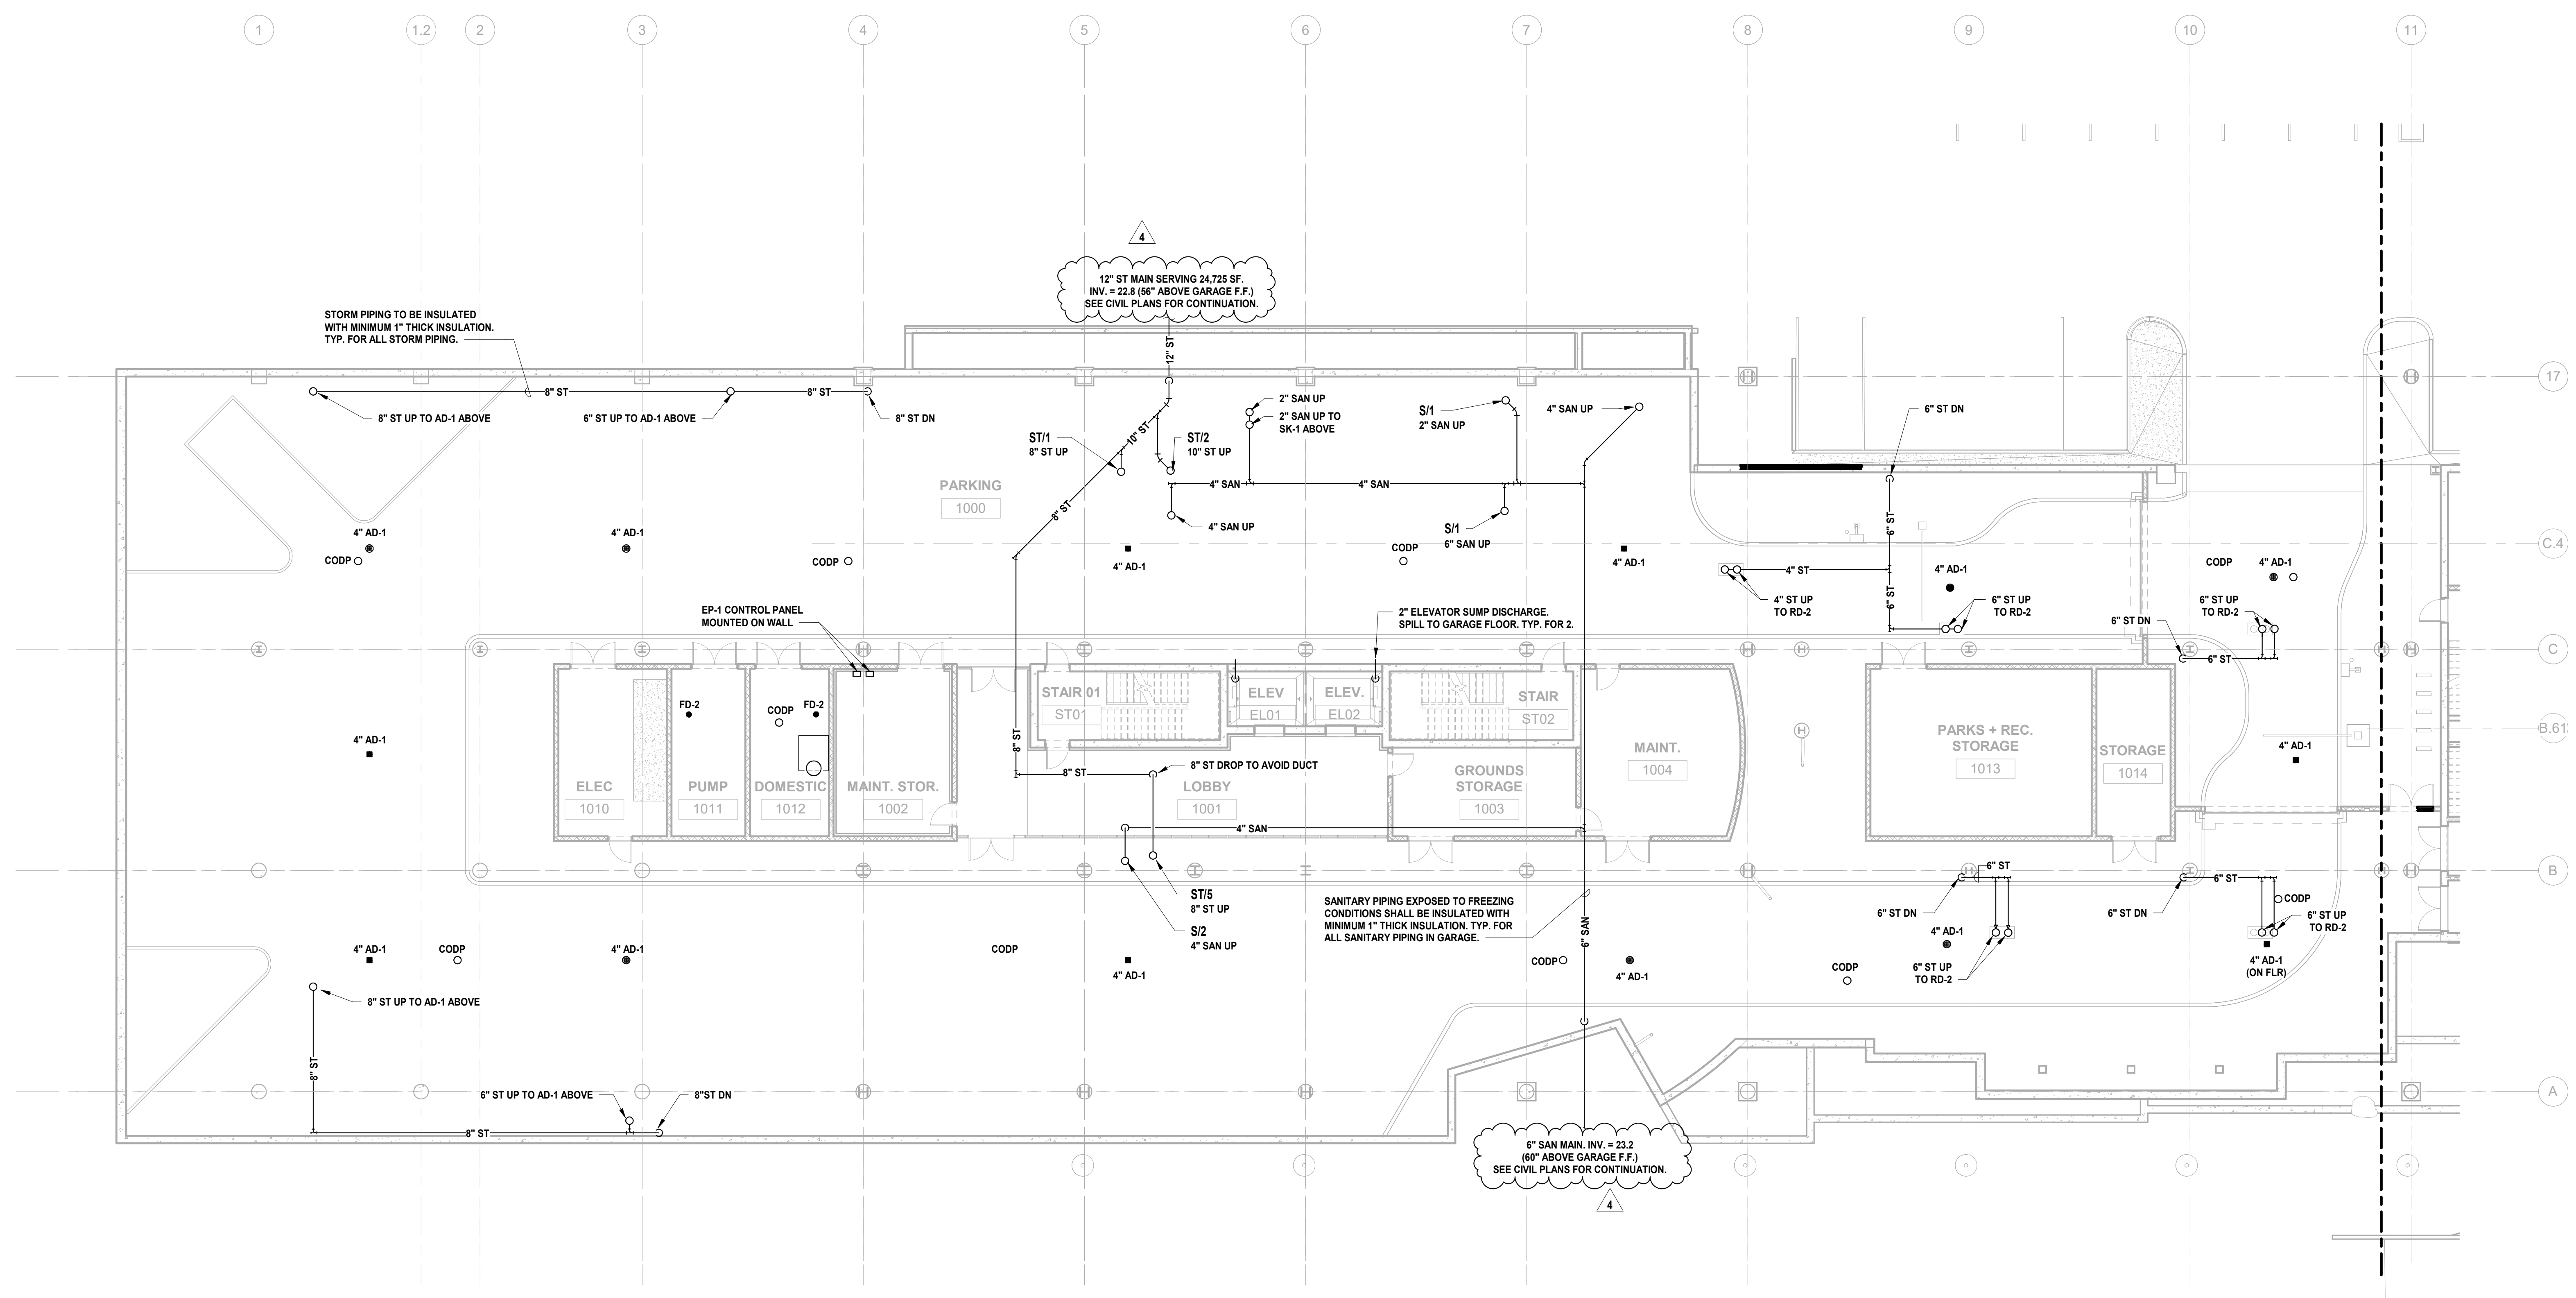 1
1.2
2
3
4
5
6
7
8
9
10
11
4
12" ST MAIN SERVING 24,725 SF.
INV. = 22.8 (56" ABOVE GARAGE F.F.)
SEE CIVIL PLANS FOR CONTINUATION.
STORM PIPING TO BE INSULATED
WITH MINIMUM 1" THICK INSULATION.
TYP. FOR ALL STORM PIPING.
12" ST
17
8" ST
8" ST
8" ST UP TO AD-1 ABOVE
6" ST UP TO AD-1 ABOVE
8" ST DN
10" ST
ST/1
8" ST UP
ST/2
10" ST UP
2" SAN UP
2" SAN UP TO
SK-1 ABOVE
S/1
2" SAN UP
4" SAN UP
6" ST DN
PARKING
1000
8" ST
4" SAN
4" SAN
4" SAN UP
S/1
6" SAN UP
6" ST
6" ST
4" AD-1
CODP
4" AD-1
CODP
4" AD-1
CODP
4" AD-1
4" ST
4" ST UP
TO RD-2
4" AD-1
6" ST UP
TO RD-2
CODP
4" AD-1
6" ST UP
TO RD-2
6" ST DN
6" ST
C.4
C
EP-1 CONTROL PANEL
MOUNTED ON WALL
2" ELEVATOR SUMP DISCHARGE.
SPILL TO GARAGE FLOOR. TYP. FOR 2.
4" AD-1
FD-2
CODP
FD-2
ELEC
1010
PUMP
1011
DOMESTIC
1012
MAINT. STOR.
1002
8" ST
STAIR 01
ST01
ELEV
EL01
ELEV.
EL02
STAIR
ST02
8" ST
8" ST DROP TO AVOID DUCT
LOBBY
1001
GROUNDS
STORAGE
1003
MAINT.
1004
PARKS + REC.
STORAGE
1013
STORAGE
1014
4" AD-1
B.61
4" SAN
B
ST/5
8" ST UP
S/2
4" SAN UP
SANITARY PIPING EXPOSED TO FREEZING
CONDITIONS SHALL BE INSULATED WITH
MINIMUM 1" THICK INSULATION. TYP. FOR
ALL SANITARY PIPING IN GARAGE.
6" SAN
6" ST
6" ST DN
4" AD-1
6" ST UP
TO RD-2
6" ST
6" ST DN
CODP
6" ST UP
TO RD-2
4" AD-1
(ON FLR)
4" AD-1
CODP
4" AD-1
CODP
4" AD-1
CODP
4" AD-1
CODP
8" ST UP TO AD-1 ABOVE
8" ST
6" ST UP TO AD-1 ABOVE
8"ST DN
8" ST
A
6" SAN MAIN. INV. = 23.2
(60" ABOVE GARAGE F.F.)
SEE CIVIL PLANS FOR CONTINUATION.
4